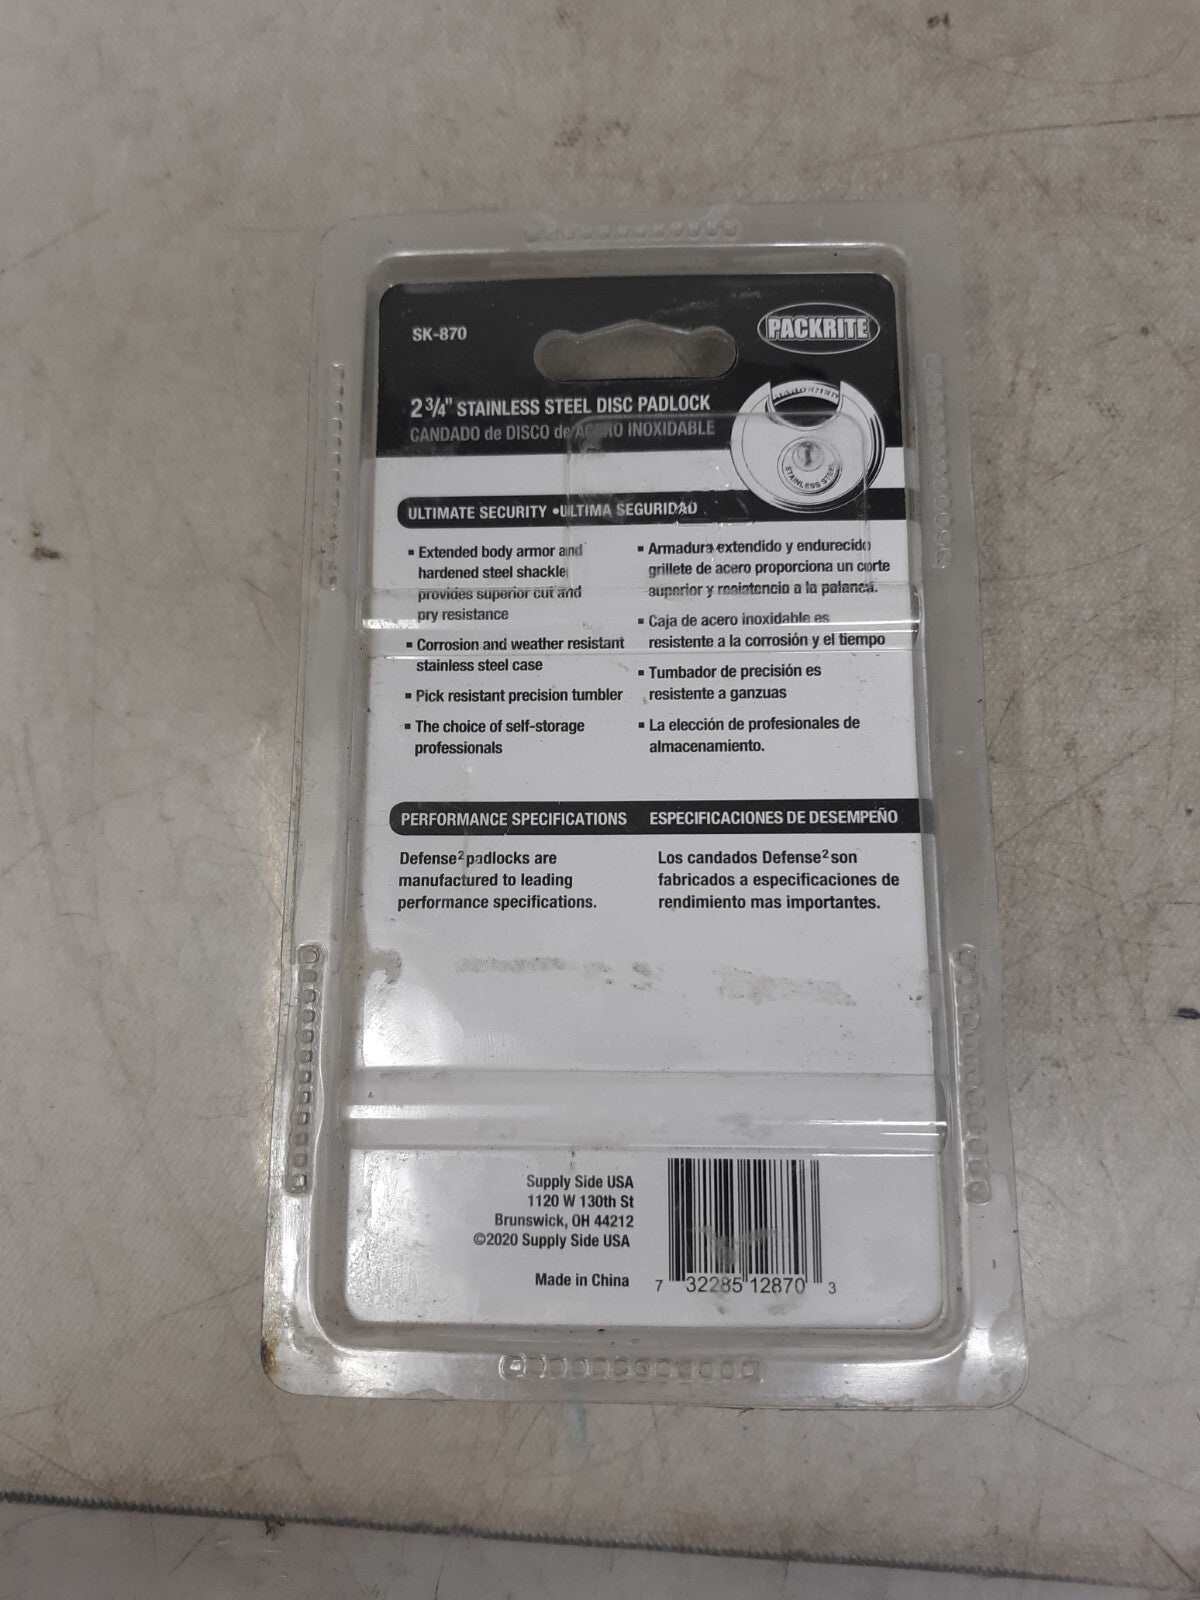 SK-870
PACKRITE
2 3/4" STAINLESS STEEL DISC PADLOCK
CANDADO de DISCO de ACERO INOXIDABLE
STAINLESS STEEL
ULTIMATE SECURITY •ULTIMA SEGURIDAD
▪ Extended body armor and
hardened steel shackle
provides superior cut and
pry resistance
▪ Corrosion and weather resistant
stainless steel case
▪ Pick resistant precision tumbler
▪ The choice of self-storage
professionals
▪ Armadura extendido y endurecido
grillete de acero proporciona un corte
superior y resistencia a la palanca.
▪ Caja de acero inoxidable es
resistente a la corrosión y el tiempo
▪ Tumbador de precisión es
resistente a ganzuas
▪ La elección de profesionales de
almacenamiento.
PERFORMANCE SPECIFICATIONS
Defense² padlocks are
manufactured to leading
performance specifications.
ESPECIFICACIONES DE DESEMPEÑO
Los candados Defense² son
fabricados a especificaciones de
rendimiento mas importantes.
Supply Side USA
1120 W 130th St
Brunswick, OH 44212
©2020 Supply Side USA
Made in China
7 32285 12870 3